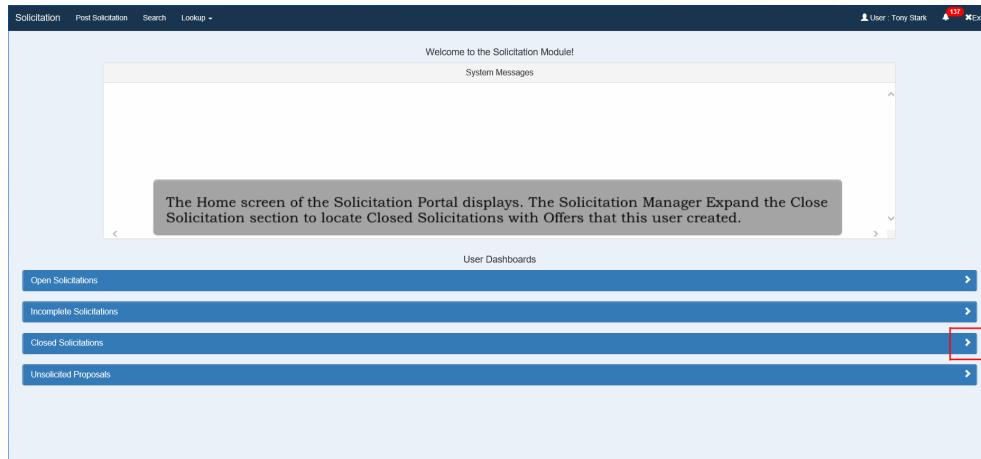 Solicitation Post Solicitation Search Lookup User : Tony Stark 137 Ex
Welcome to the Solicitation Module!
System Messages
The Home screen of the Solicitation Portal displays. The Solicitation Manager Expand the Close
Solicitation section to locate Closed Solicitations with Offers that this user created.
User Dashboards
Open Solicitations
Incomplete Solicitations
Closed Solicitations
Unsolicited Proposals